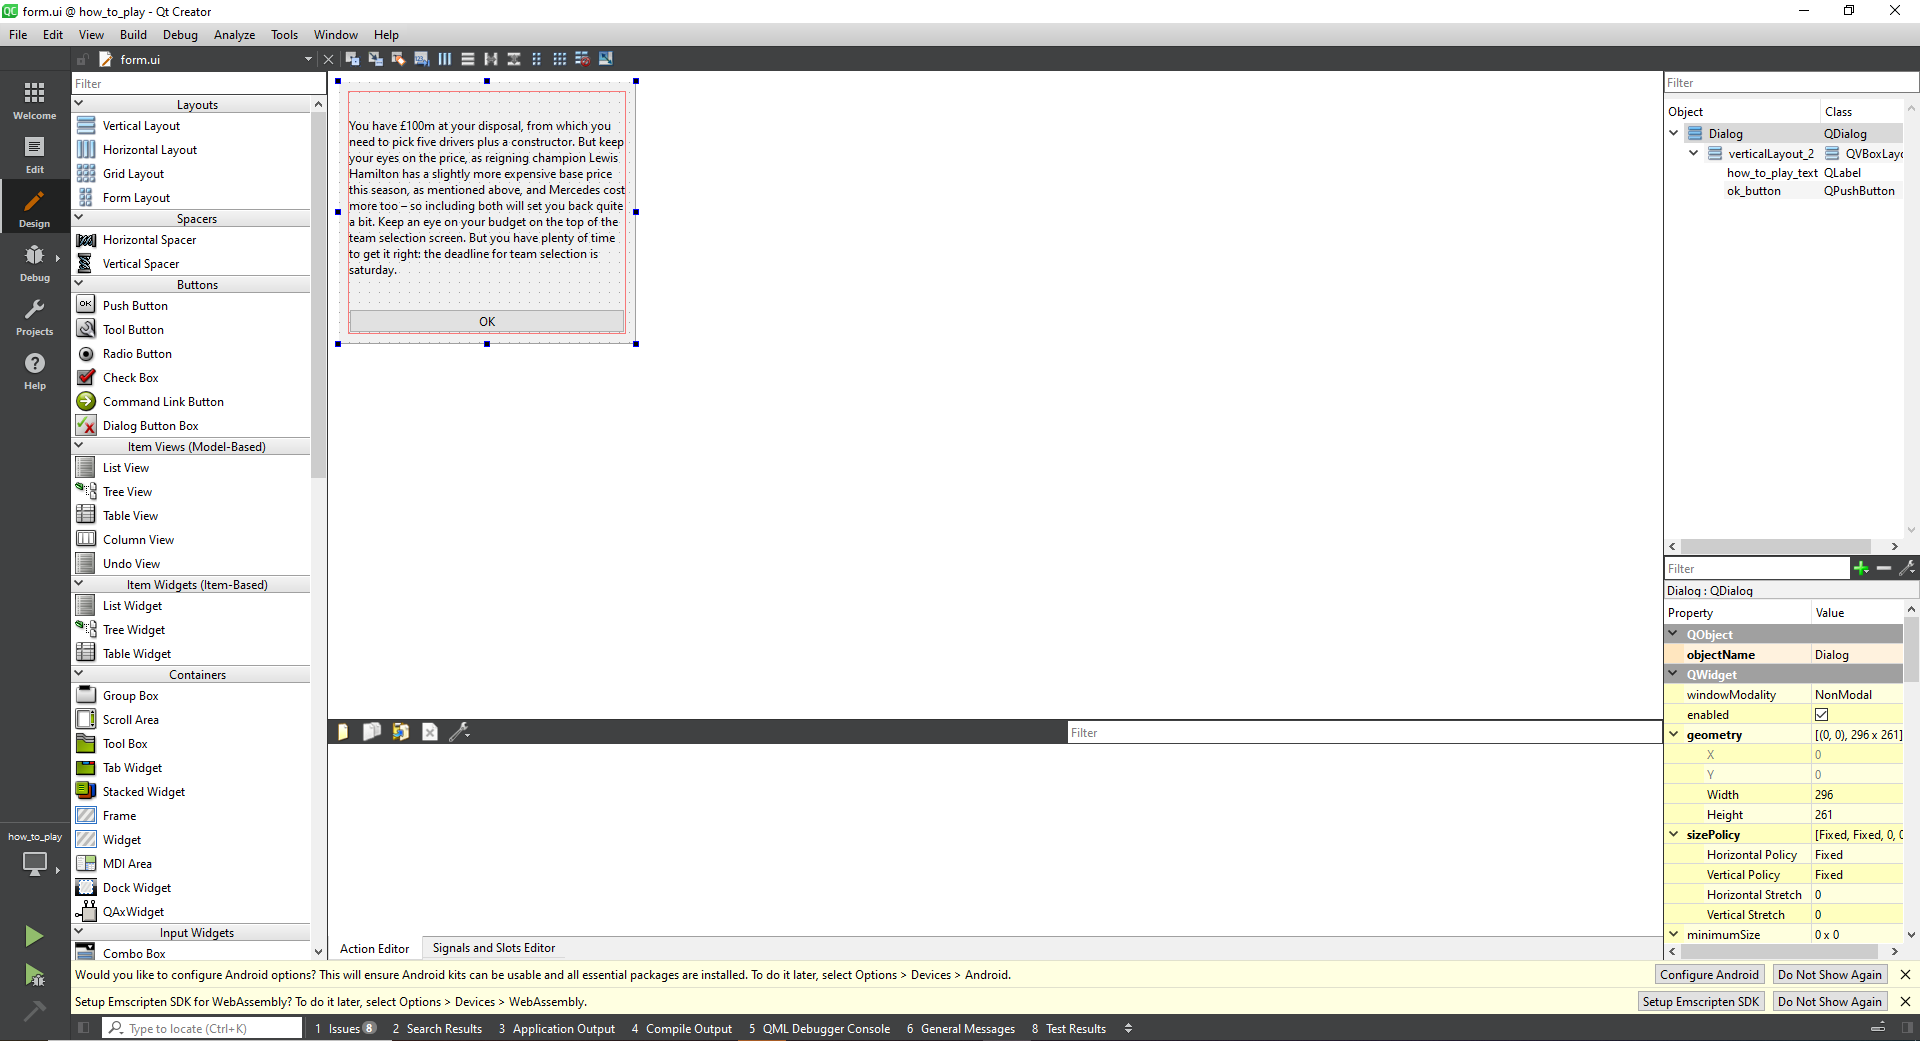 form.ui @ how_to_play - Qt Creator
File Edit View Build Debug Analyze Tools Window Help
form.ui
Welcome
Edit
Design
Debug
Projects
Help
how_to_play
Filter
Layouts
Vertical Layout
Horizontal Layout
Grid Layout
Form Layout
Spacers
Horizontal Spacer
Vertical Spacer
Buttons
Push Button
Tool Button
Radio Button
Check Box
Command Link Button
Dialog Button Box
Item Views (Model-Based)
List View
Tree View
Table View
Column View
Undo View
Item Widgets (Item-Based)
List Widget
Tree Widget
Table Widget
Containers
Group Box
Scroll Area
Tool Box
Tab Widget
Stacked Widget
Frame
Widget
MDI Area
Dock Widget
QAxWidget
Input Widgets
Combo Box
You have £100m at your disposal, from which you
need to pick five drivers plus a constructor. But keep
your eyes on the price, as reigning champion Lewis
Hamilton has a slightly more expensive base price
this season, as mentioned above, and Mercedes cost
more too – so including both will set you back quite
a bit. Keep an eye on your budget on the top of the
team selection screen. But you have plenty of time
to get it right: the deadline for team selection is
saturday.
OK
Filter
Action Editor Signals and Slots Editor
Filter
Object Class
Dialog QDialog
verticalLayout_2 QVBoxLayo
how_to_play_text QLabel
ok_button QPushButton
Filter
Dialog : QDialog
Property Value
QObject
objectName Dialog
QWidget
windowModality NonModal
enabled
geometry [(0, 0), 296 x 261]
X 0
Y 0
Width 296
Height 261
sizePolicy [Fixed, Fixed, 0, 0
Horizontal Policy Fixed
Vertical Policy Fixed
Horizontal Stretch 0
Vertical Stretch 0
minimumSize 0 x 0
Would you like to configure Android options? This will ensure Android kits can be usable and all essential packages are installed. To do it later, select Options > Devices > Android.
Configure Android Do Not Show Again
Setup Emscripten SDK for WebAssembly? To do it later, select Options > Devices > WebAssembly.
Setup Emscripten SDK Do Not Show Again
Type to locate (Ctrl+K) 1 Issues 8 2 Search Results 3 Application Output 4 Compile Output 5 QML Debugger Console 6 General Messages 8 Test Results